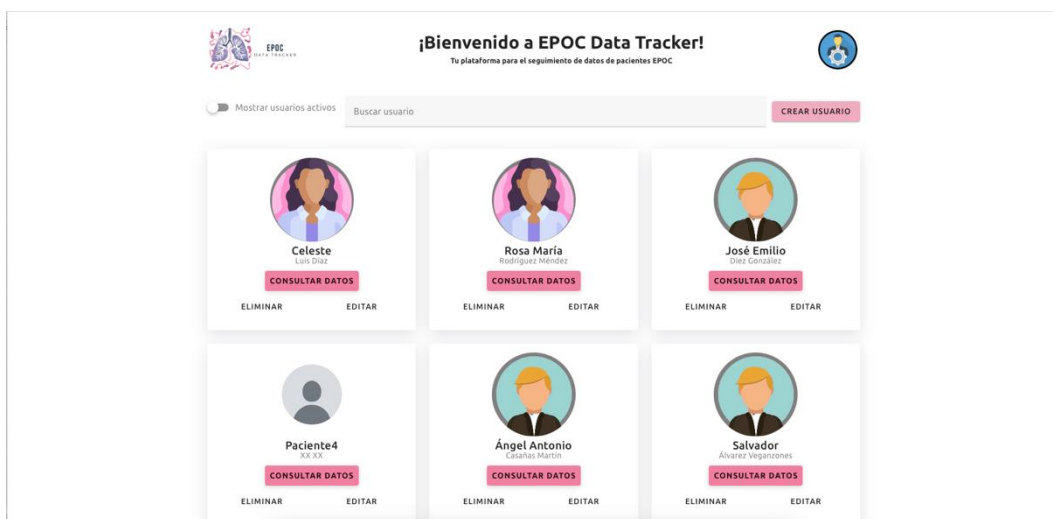 EPOC
DATA TRACKER
¡Bienvenido a EPOC Data Tracker!
Tu plataforma para el seguimiento de datos de pacientes EPOC
Mostrar usuarios activos
Buscar usuario
CREAR USUARIO
Celeste
Luis Díaz
CONSULTAR DATOS
ELIMINAR EDITAR
Rosa María
Rodríguez Méndez
CONSULTAR DATOS
ELIMINAR EDITAR
José Emilio
Díez González
CONSULTAR DATOS
ELIMINAR EDITAR
Paciente4
XX XX
CONSULTAR DATOS
ELIMINAR EDITAR
Ángel Antonio
Casañas Martín
CONSULTAR DATOS
ELIMINAR EDITAR
Salvador
Álvarez Veganzones
CONSULTAR DATOS
ELIMINAR EDITAR